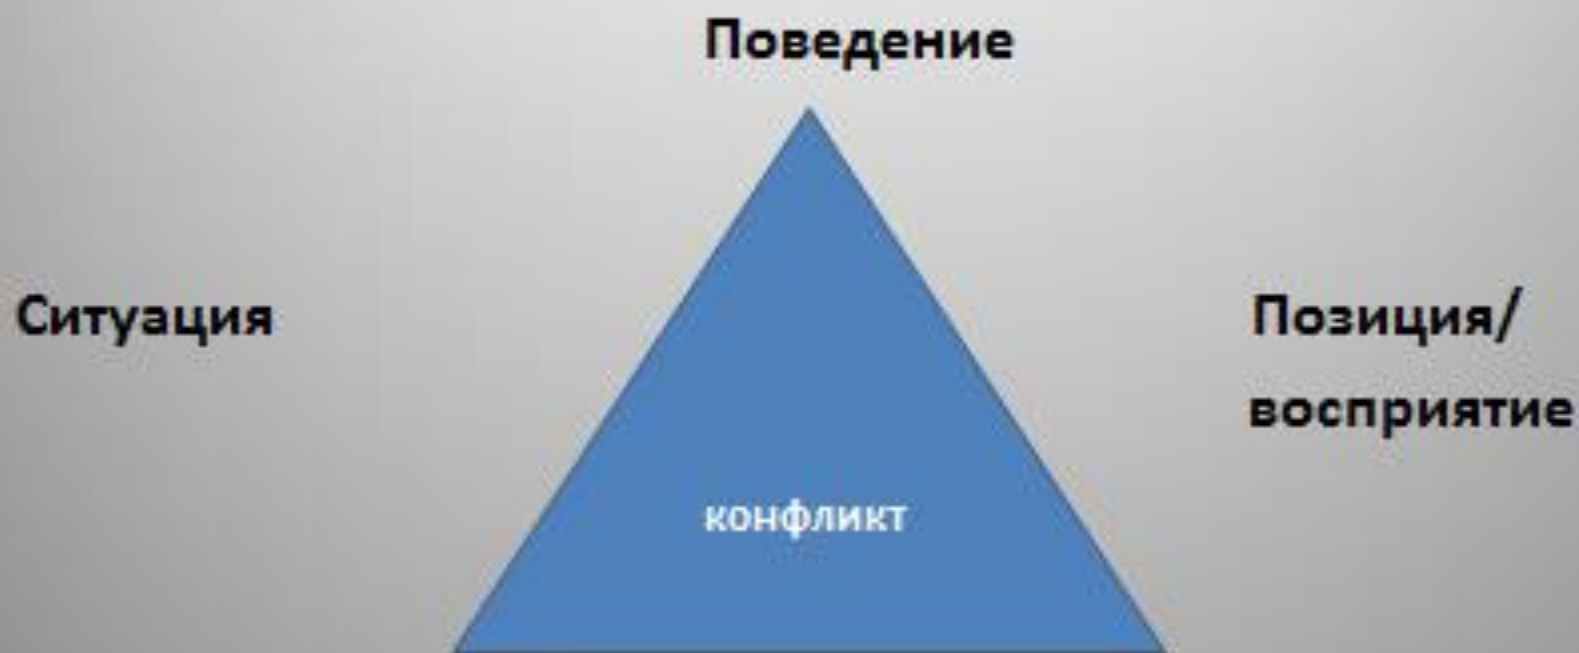 Поведение
Ситуация
Позиция/
восприятие
конфликт